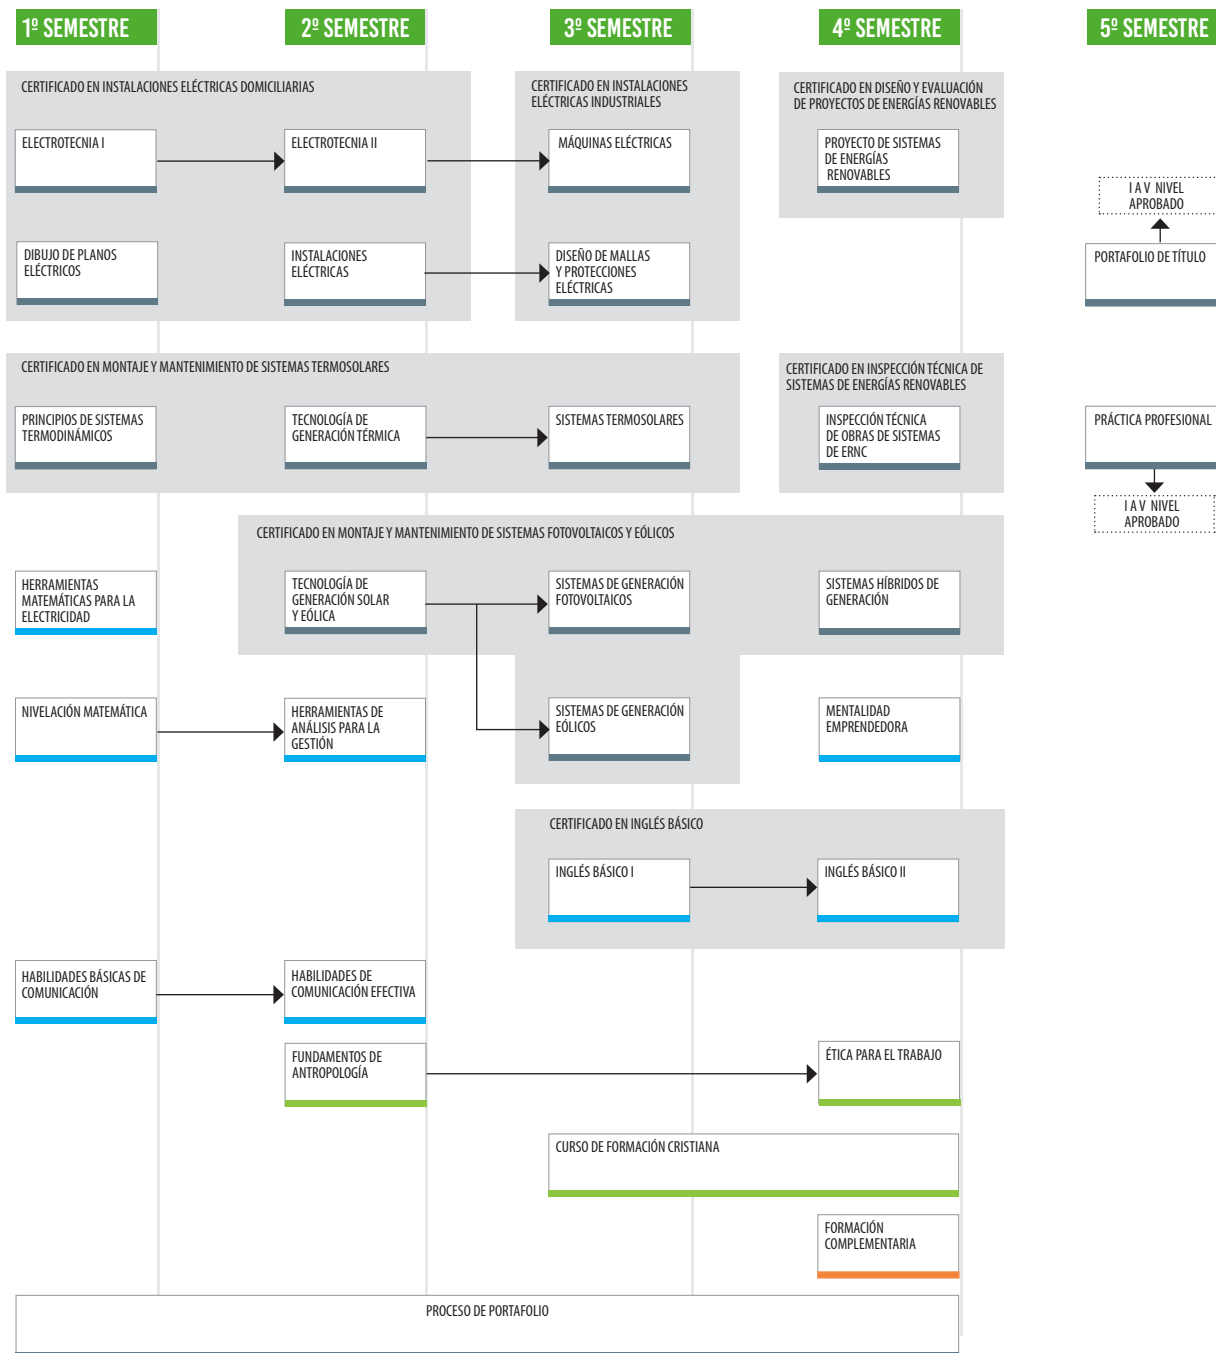 1º SEMESTRE
2º SEMESTRE
3º SEMESTRE
4º SEMESTRE
5º SEMESTRE
CERTIFICADO EN INSTALACIONES ELÉCTRICAS DOMICILIARIAS
CERTIFICADO EN INSTALACIONES
ELÉCTRICAS INDUSTRIALES
CERTIFICADO EN DISEÑO Y EVALUACIÓN
DE PROYECTOS DE ENERGÍAS RENOVABLES
ELECTROTECNIA I
ELECTROTECNIA II
MÁQUINAS ELÉCTRICAS
PROYECTO DE SISTEMAS
DE ENERGÍAS
RENOVABLES
I A V NIVEL
APROBADO
DIBUJO DE PLANOS
ELÉCTRICOS
INSTALACIONES
ELÉCTRICAS
DISEÑO DE MALLAS
Y PROTECCIONES
ELÉCTRICAS
PORTAFOLIO DE TÍTULO
CERTIFICADO EN MONTAJE Y MANTENIMIENTO DE SISTEMAS TERMOSOLARES
CERTIFICADO EN INSPECCIÓN TÉCNICA DE
SISTEMAS DE ENERGÍAS RENOVABLES
PRINCIPIOS DE SISTEMAS
TERMODINÁMICOS
TECNOLOGÍA DE
GENERACIÓN TÉRMICA
SISTEMAS TERMOSOLARES
INSPECCIÓN TÉCNICA
DE OBRAS DE SISTEMAS
DE ERNC
PRÁCTICA PROFESIONAL
I A V NIVEL
APROBADO
CERTIFICADO EN MONTAJE Y MANTENIMIENTO DE SISTEMAS FOTOVOLTAICOS Y EÓLICOS
HERRAMIENTAS
MATEMÁTICAS PARA LA
ELECTRICIDAD
TECNOLOGÍA DE
GENERACIÓN SOLAR
Y EÓLICA
SISTEMAS DE GENERACIÓN
FOTOVOLTAICOS
SISTEMAS HÍBRIDOS DE
GENERACIÓN
NIVELACIÓN MATEMÁTICA
HERRAMIENTAS DE
ANÁLISIS PARA LA
GESTIÓN
SISTEMAS DE GENERACIÓN
EÓLICOS
MENTALIDAD
EMPRENDEDORA
CERTIFICADO EN INGLÉS BÁSICO
INGLÉS BÁSICO I
INGLÉS BÁSICO II
HABILIDADES BÁSICAS DE
COMUNICACIÓN
HABILIDADES DE
COMUNICACIÓN EFECTIVA
FUNDAMENTOS DE
ANTROPOLOGÍA
ÉTICA PARA EL TRABAJO
CURSO DE FORMACIÓN CRISTIANA
FORMACIÓN
COMPLEMENTARIA
PROCESO DE PORTAFOLIO